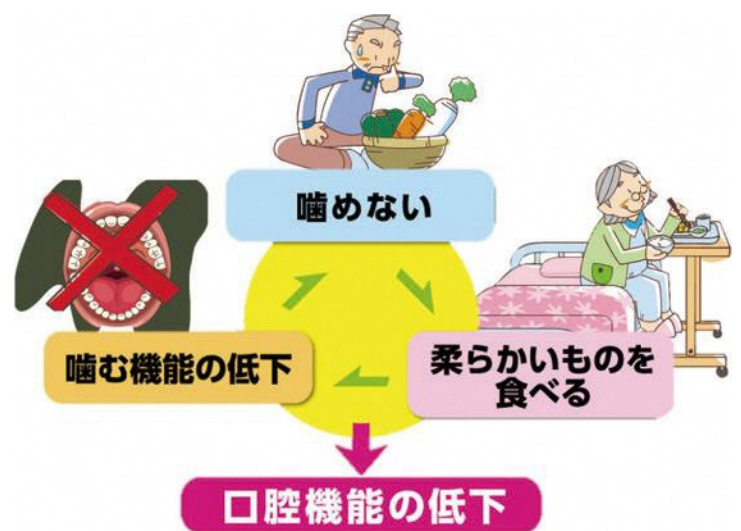 噛めない
噛む機能の低下
柔らかいものを
食べる
口腔機能の低下